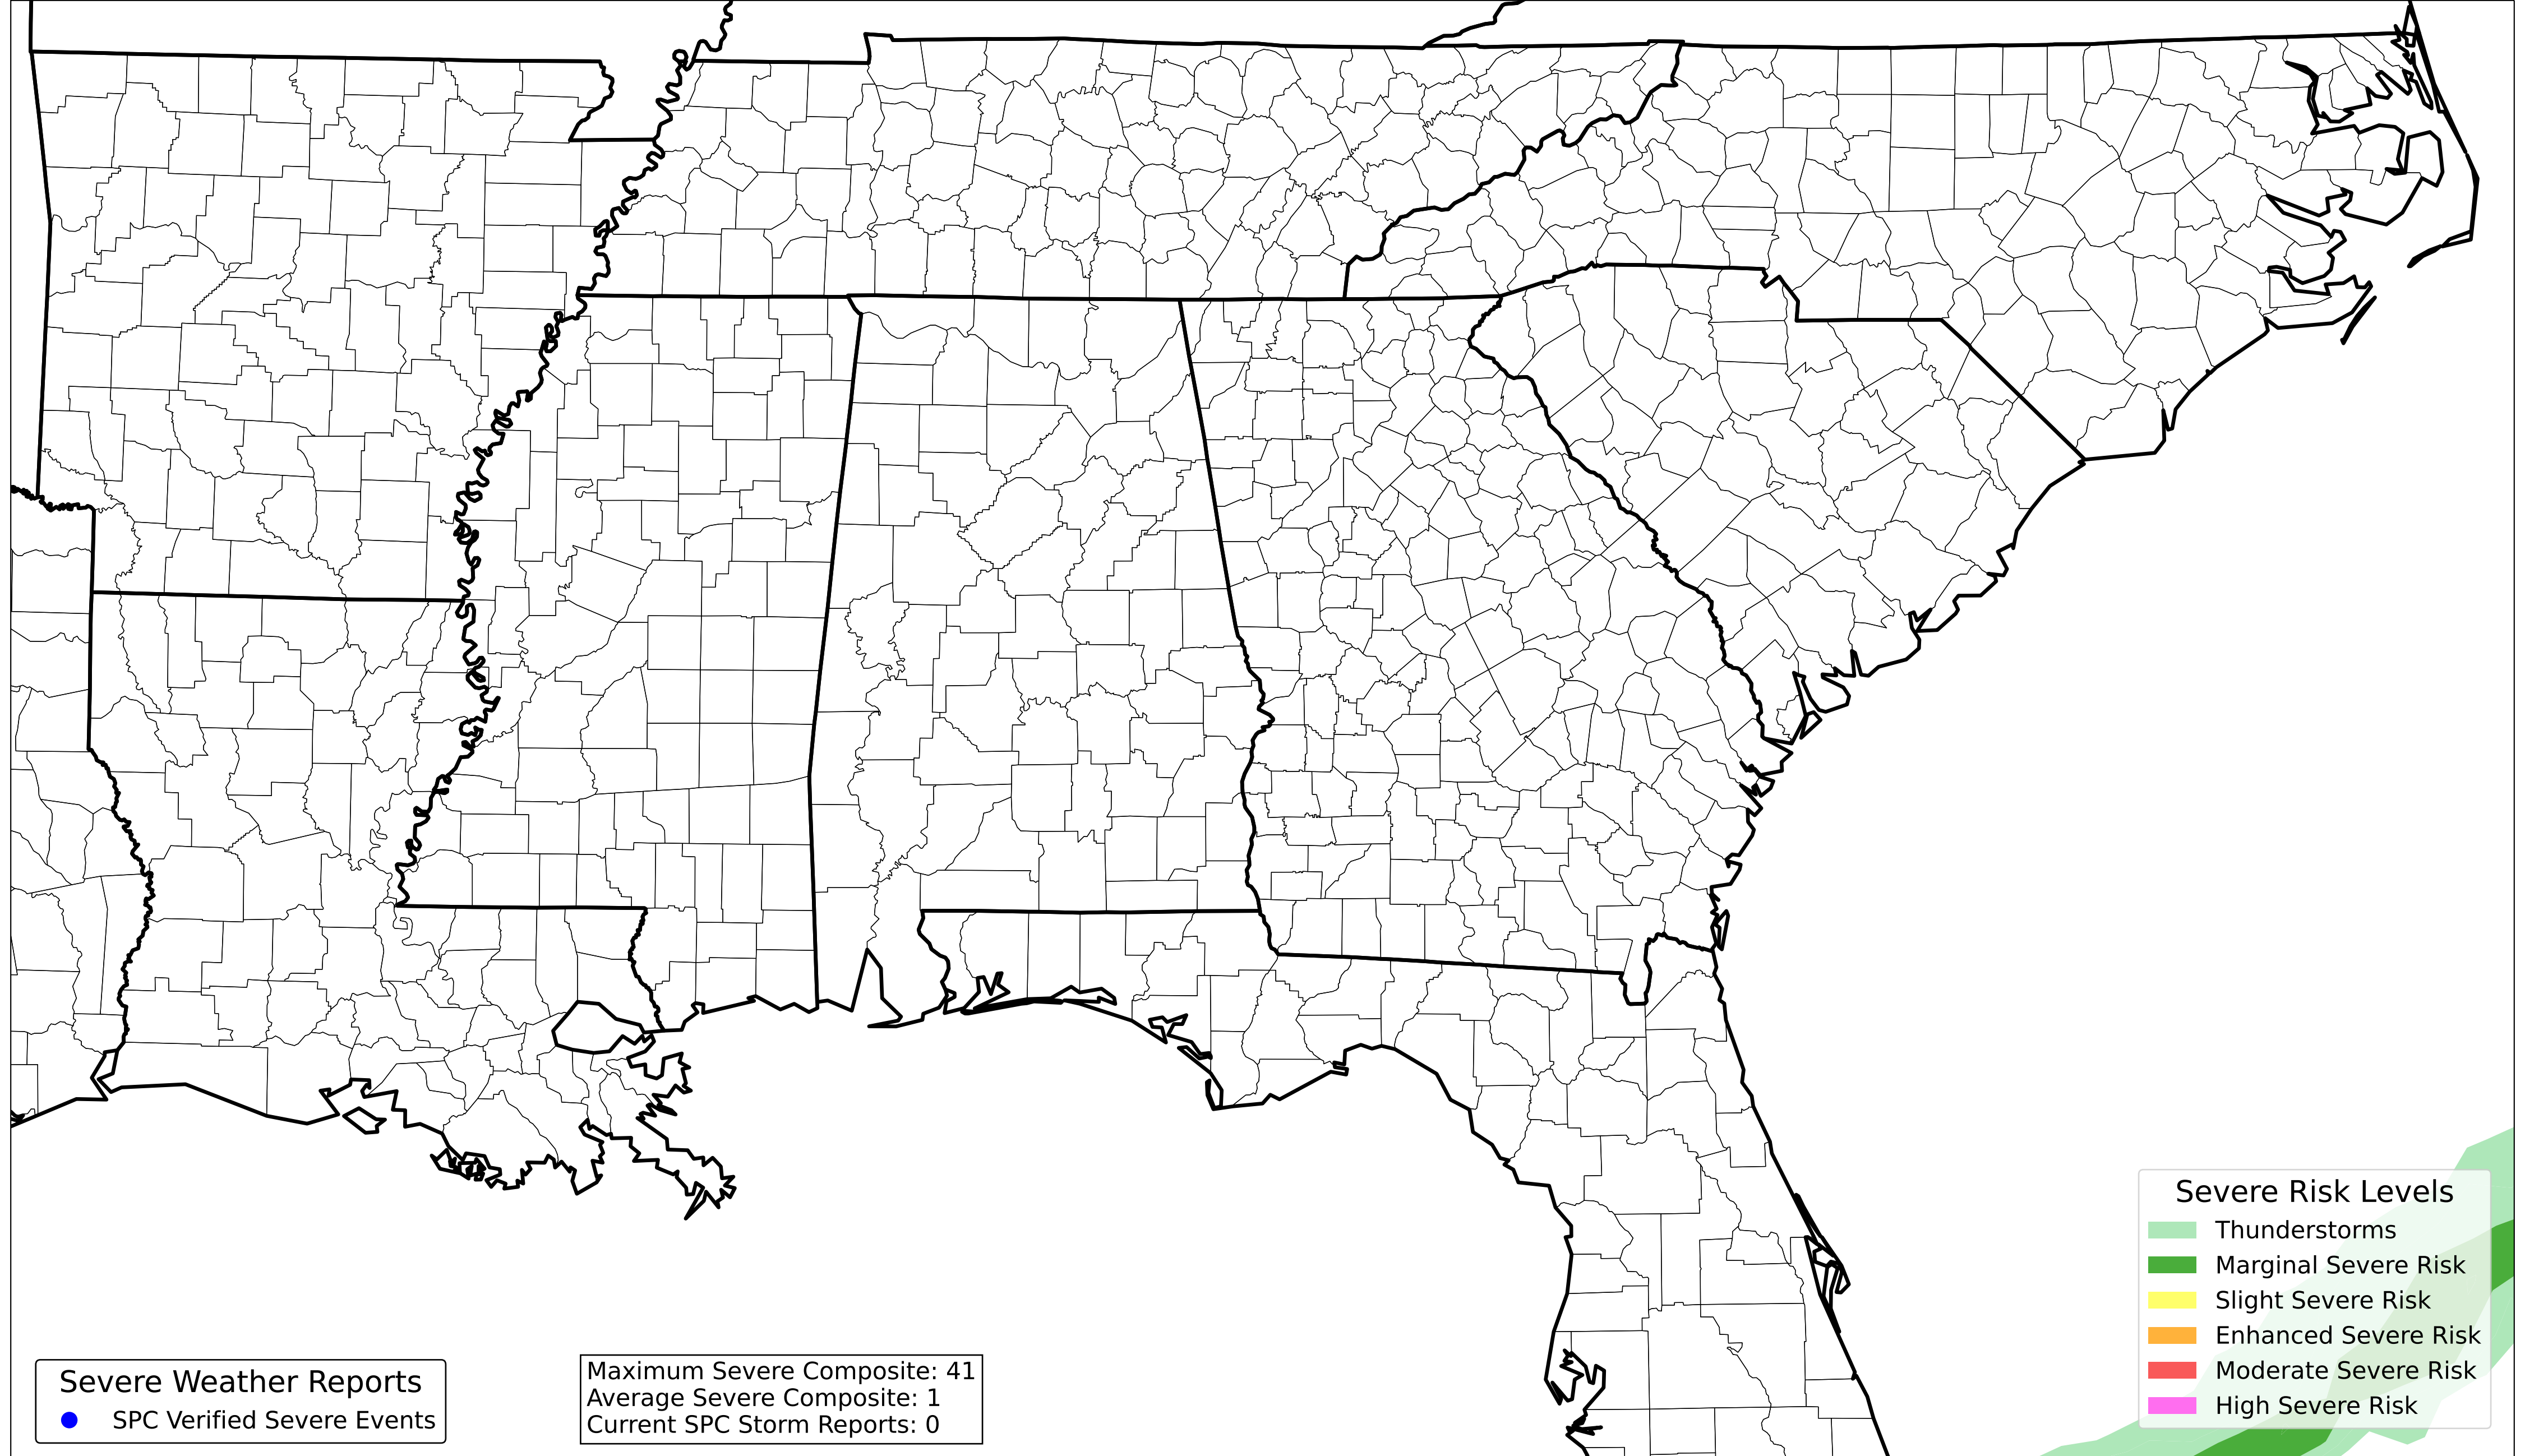 Severe Risk Levels
Thunderstorms
Marginal Severe Risk
Slight Severe Risk
Enhanced Severe Risk
Moderate Severe Risk
High Severe Risk
Severe Weather Reports
SPC Verified Severe Events
Maximum Severe Composite: 41
Average Severe Composite: 1
Current SPC Storm Reports: 0